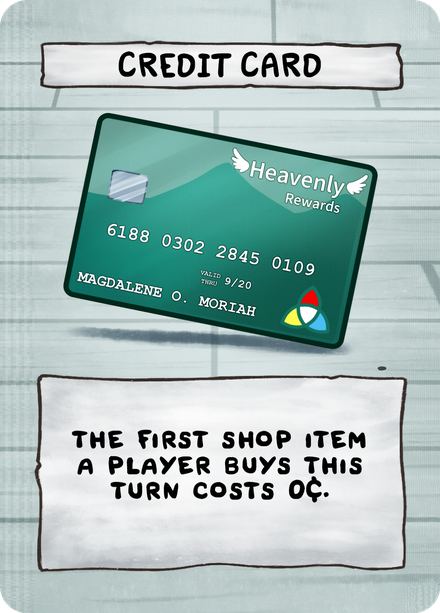 CREDIT CARD
Heavenly
Rewards
6188 0302 2845 0109
VALID
THRU 9/20
MAGDALENE O. MORIAH
THE FIRST SHOP ITEM
A PLAYER BUYS THIS
TURN COSTS 0¢.